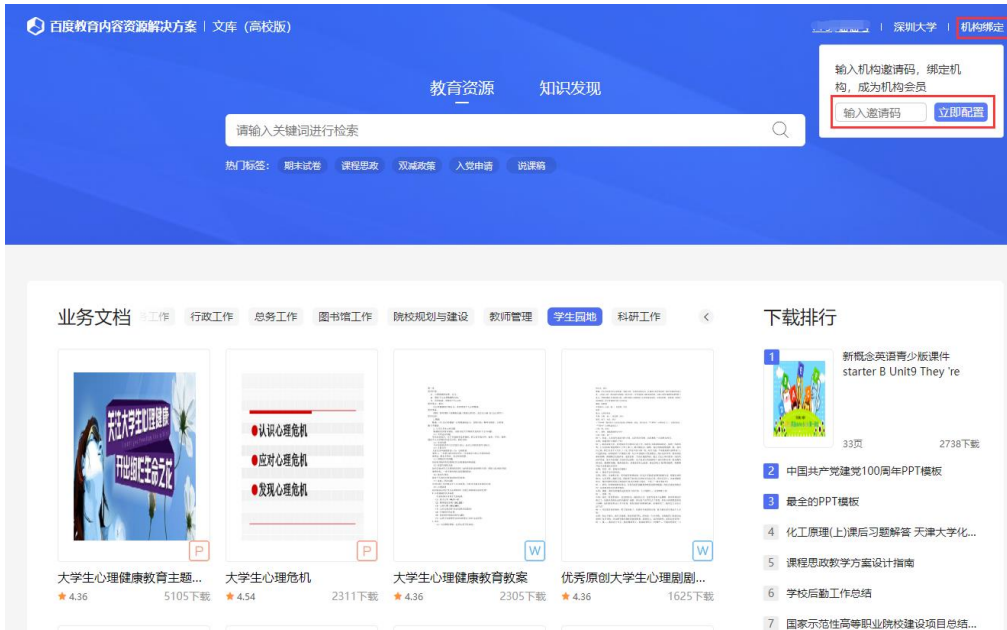 百度教育内容资源解决方案 | 文库（高校版）
深圳大学 | 机构绑定
输入机构邀请码，绑定机
构，成为机构会员
输入邀请码 立即配置
教育资源 知识发现
请输入关键词进行检索
热门标签： 期末试卷 课程思政 双减政策 入党申请 说课稿
业务文档 工作 行政工作 总务工作 图书馆工作 院校规划与建设 教师管理 学生园地 科研工作 <
关注大学生心理健康
开出绚烂生命之花
P
大学生心理健康教育主题...
4.36 5105下载
●认识心理危机
●应对心理危机
●发现心理危机
P
大学生心理危机
4.54 2311下载
W
大学生心理健康教育教案
4.36 2305下载
W
优秀原创大学生心理剧剧...
4.36 1625下载
下载排行
1 新概念英语青少版课件
starter B Unit9 They 're
33页 2738下载
2 中国共产党建党100周年PPT模板
3 最全的PPT模板
4 化工原理(上)课后习题解答 天津大学化...
5 课程思政教学方案设计指南
6 学校后勤工作总结
7 国家示范性高等职业院校建设项目总结...